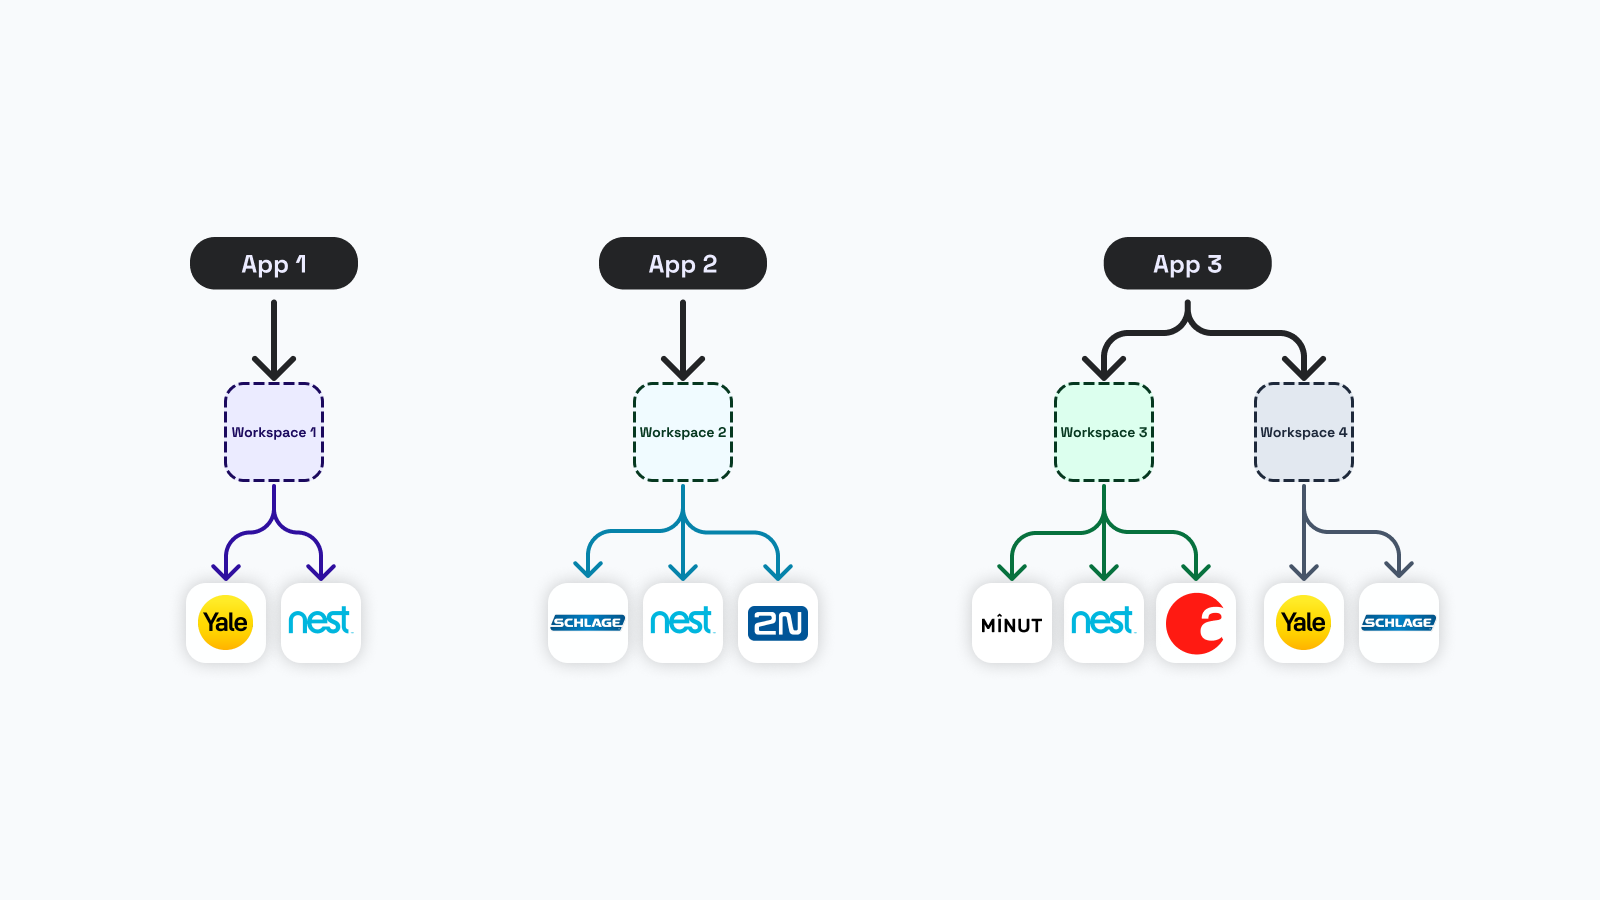 App 1
App 2
App 3
Workspace 1
Workspace 2
Workspace 3
Workspace 4
Yale
nest
SCHLAGE
nest
2N
MÎNUT
nest
a
Yale
SCHLAGE